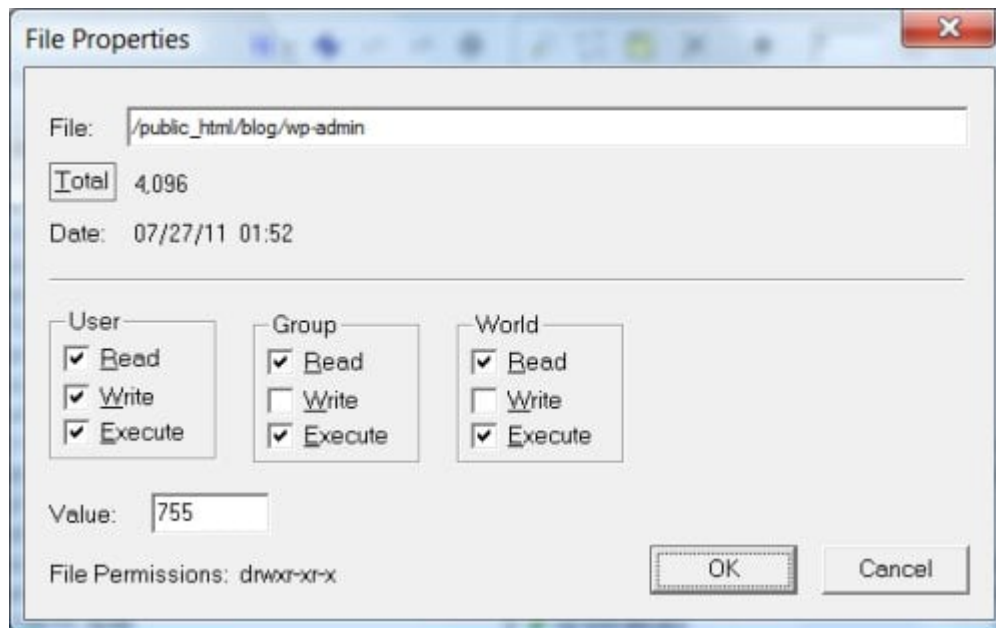 File Properties
File: /public_html/blog/wp-admin
Total 4,096
Date: 07/27/11 01:52
User Group World
Read Read Read
Write Write Write
Execute Execute Execute
Value: 755
File Permissions: drwxr-xr-x
OK Cancel